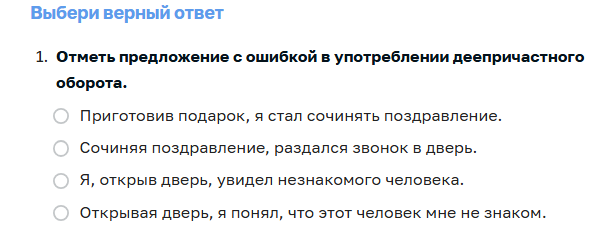 Выбери верный ответ
1. Отметь предложение с ошибкой в употреблении деепричастного
оборота.
Приготовив подарок, я стал сочинять поздравление.
Сочиняя поздравление, раздался звонок в дверь.
Я, открыв дверь, увидел незнакомого человека.
Открывая дверь, я понял, что этот человек мне не знаком.